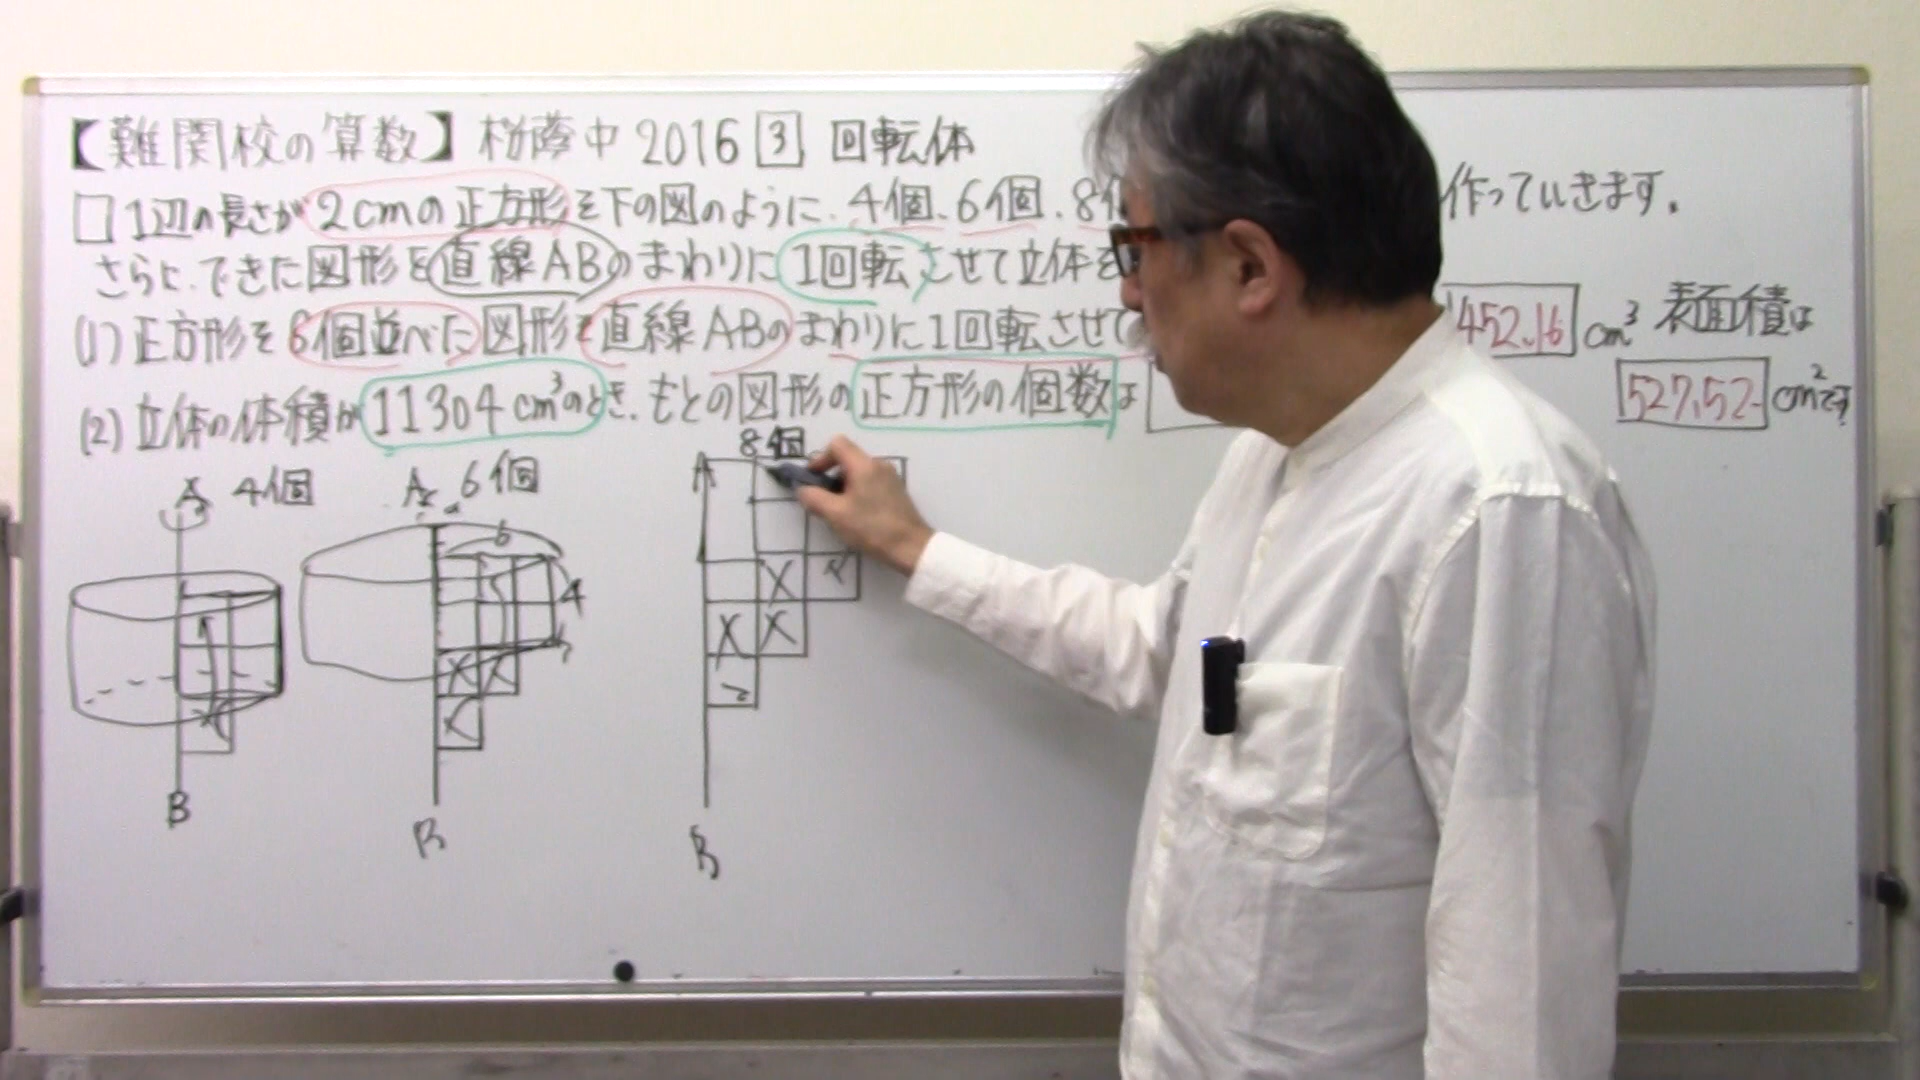 【難関校の算数】桜蔭中 2016 3 回転体
1辺の長さが2cmの正方形を下の図のように、4個、6個、8 作っていきます。
さらに、できた図形を直線ABのまわりに1回転させて立体を
(1) 正方形を6個並べた図形を直線ABのまわりに1回転させて 452.16 cm³ 表面積は
527.52 cm²です
(2) 立体の体積が11304cm³のとき、もとの図形の正方形の個数は
8個
4個 A 6個 A
6
4
X X X X X X
B B B